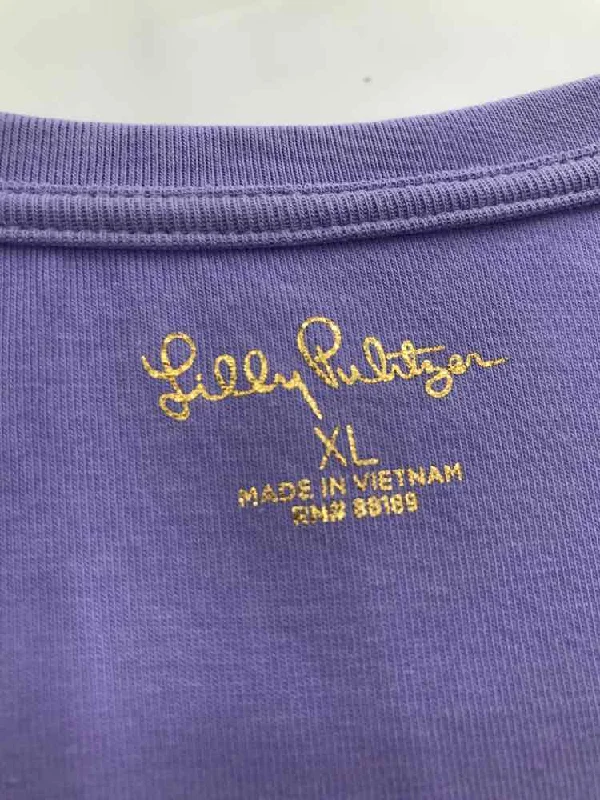 Lilly Pulitzer
XL
MADE IN VIETNAM
RN# 88189